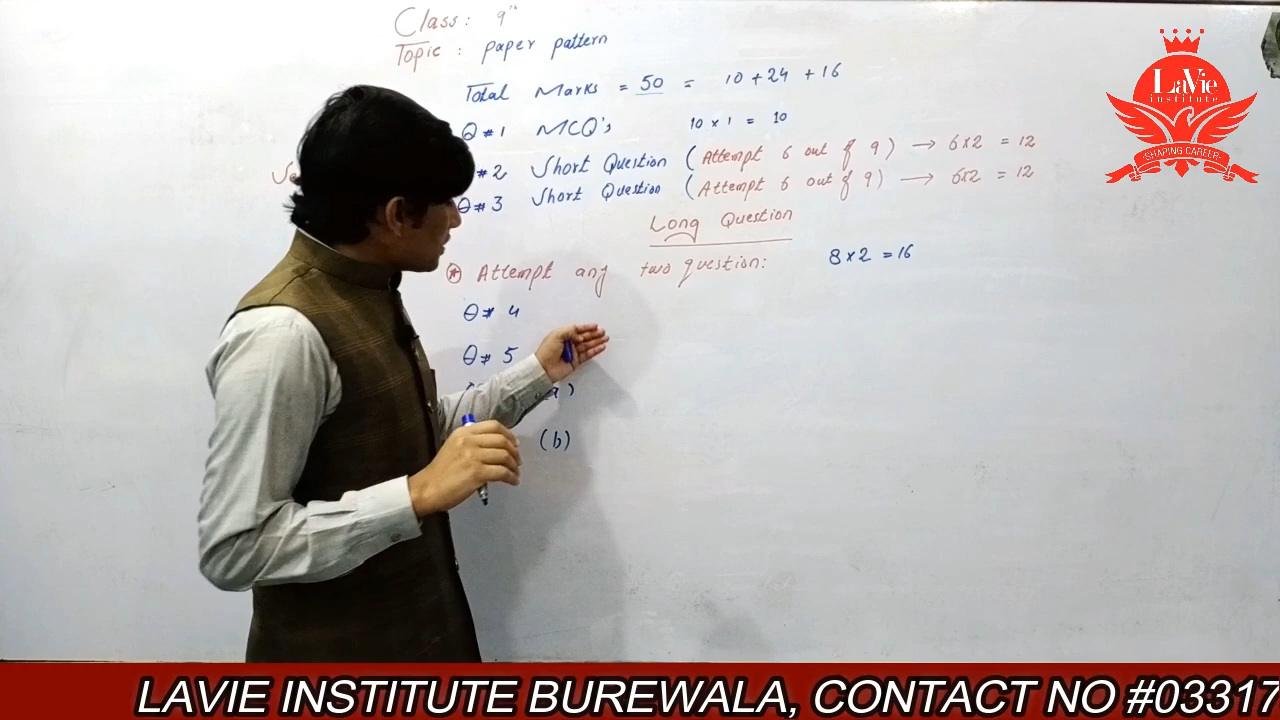 Class: 9th
Topic: paper pattern
Total Marks = 50 = 10 + 24 + 16
Q #1 MCQ's 10 x 1 = 10
#2 Short Question (Attempt 6 out of 9) → 6x2 = 12
Q #3 Short Question (Attempt 6 out of 9) → 6x2 = 12
Long Question
* Attempt any two question: 8 x 2 = 16
Q # 4
Q # 5
(b)
LaVie
institute
SHAPING CAREER
LAVIE INSTITUTE BUREWALA, CONTACT NO #03317